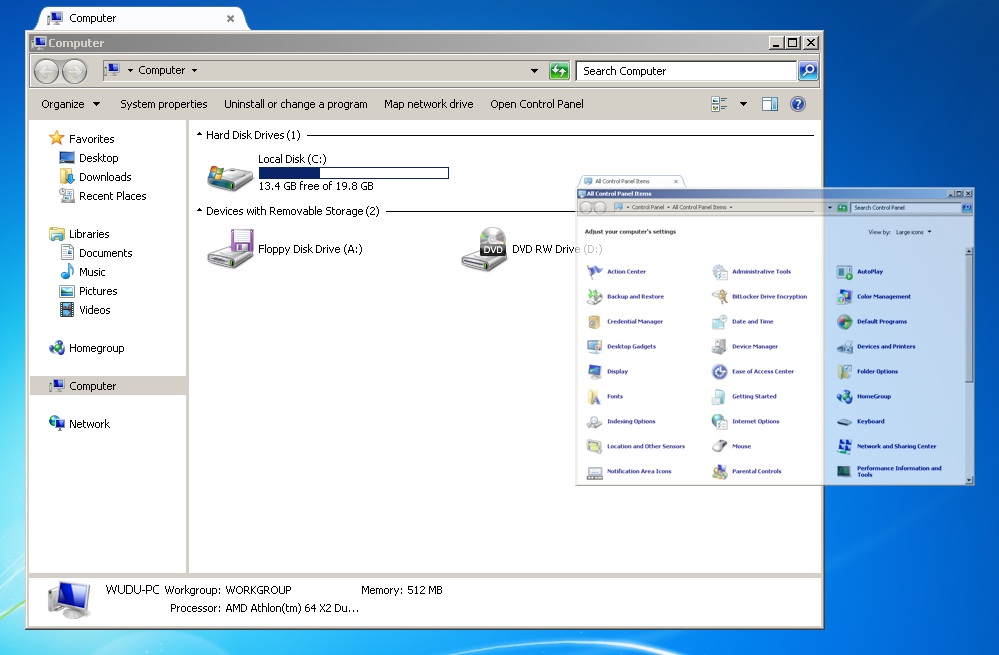 Computer
Computer
Computer
Search Computer
Organize
System properties
Uninstall or change a program
Map network drive
Open Control Panel
Favorites
Desktop
Downloads
Recent Places
Libraries
Documents
Music
Pictures
Videos
Homegroup
Computer
Network
Hard Disk Drives (1)
Local Disk (C:)
13.4 GB free of 19.8 GB
Devices with Removable Storage (2)
Floppy Disk Drive (A:)
DVD
DVD RW Drive (D:)
All Control Panel Items
All Control Panel Items
Control Panel All Control Panel Items
Search Control Panel
Adjust your computer's settings
View by: Large icons
Action Center
Administrative Tools
AutoPlay
Backup and Restore
BitLocker Drive Encryption
Color Management
Credential Manager
Date and Time
Default Programs
Desktop Gadgets
Device Manager
Devices and Printers
Display
Ease of Access Center
Folder Options
Fonts
Getting Started
HomeGroup
Indexing Options
Internet Options
Keyboard
Location and Other Sensors
Mouse
Network and Sharing Center
Notification Area Icons
Parental Controls
Performance Information and
Tools
WUDU-PC Workgroup: WORKGROUP Memory: 512 MB
Processor: AMD Athlon(tm) 64 X2 Du...